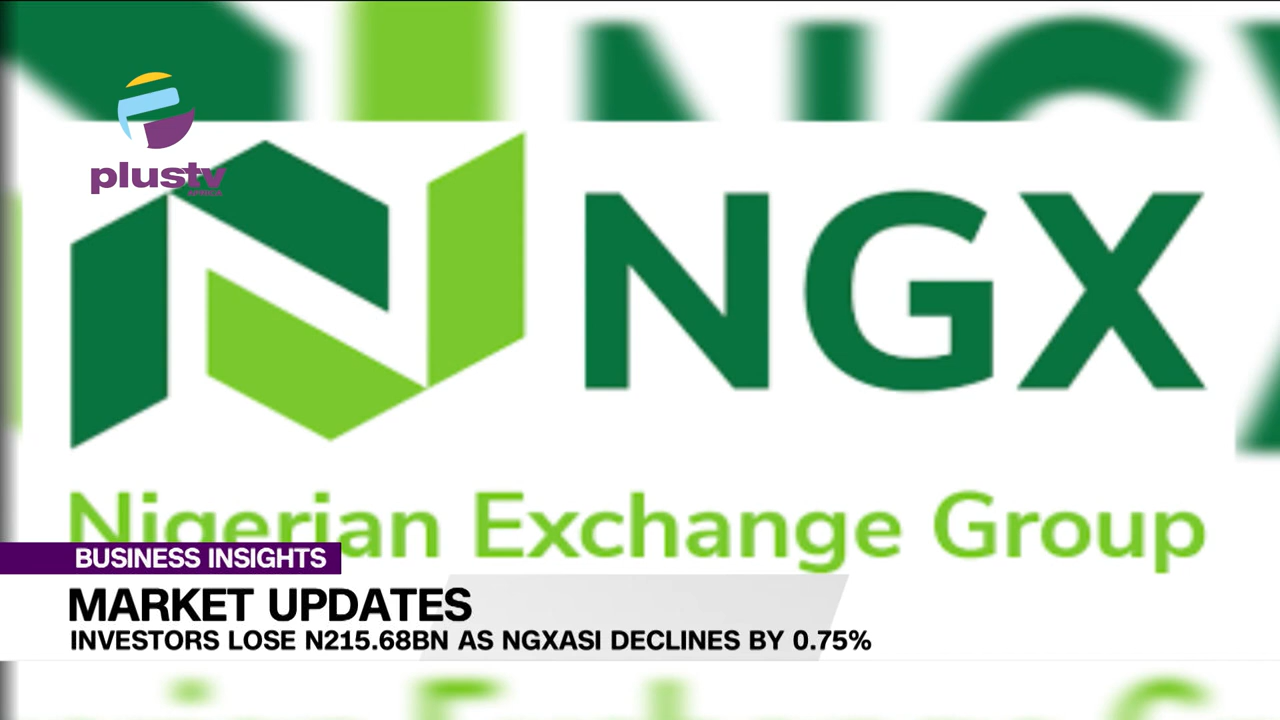 plustv
AFRICA
NGX
Nigerian Exchange Group
BUSINESS INSIGHTS
MARKET UPDATES
INVESTORS LOSE N215.68BN AS NGXASI DECLINES BY 0.75%